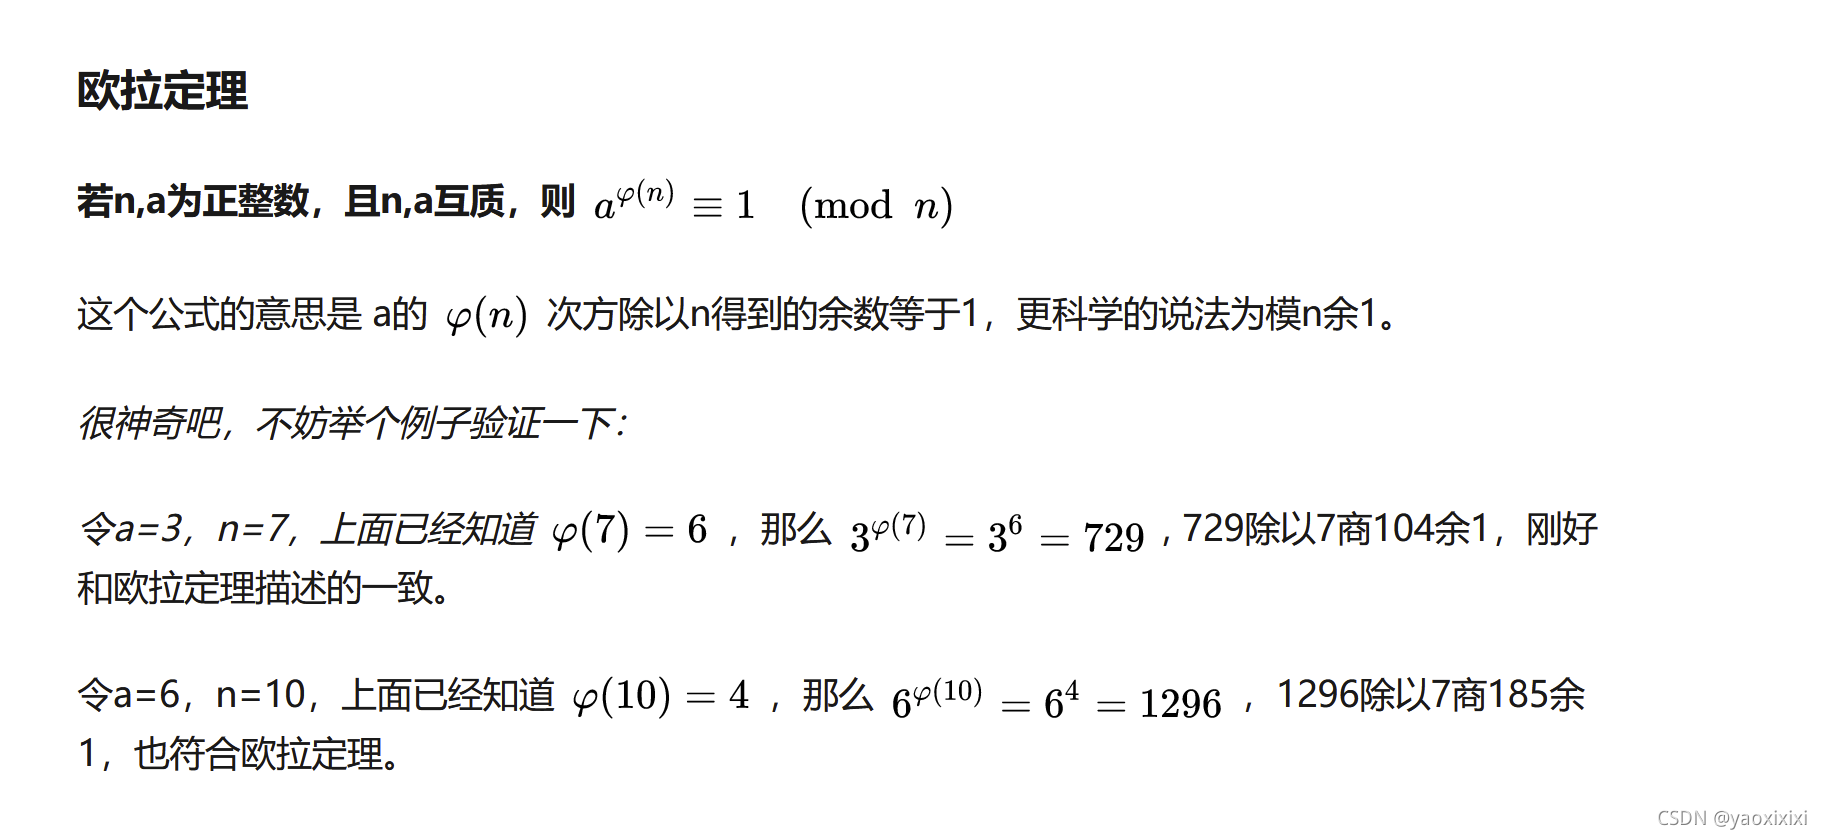 欧拉定理
若n,a为正整数，且n,a互质，则 $a^{\varphi(n)} \equiv 1 \pmod{n}$
这个公式的意思是 a的 $\varphi(n)$ 次方除以n得到的余数等于1，更科学的说法为模n余1。
很神奇吧，不妨举个例子验证一下：
令a=3，n=7，上面已经知道 $\varphi(7) = 6$ ，那么 $3^{\varphi(7)} = 3^6 = 729$ ，729除以7商104余1，刚好
和欧拉定理描述的一致。
令a=6，n=10，上面已经知道 $\varphi(10) = 4$ ，那么 $6^{\varphi(10)} = 6^4 = 1296$ ，1296除以7商185余
1，也符合欧拉定理。
CSDN @yaoxixixi